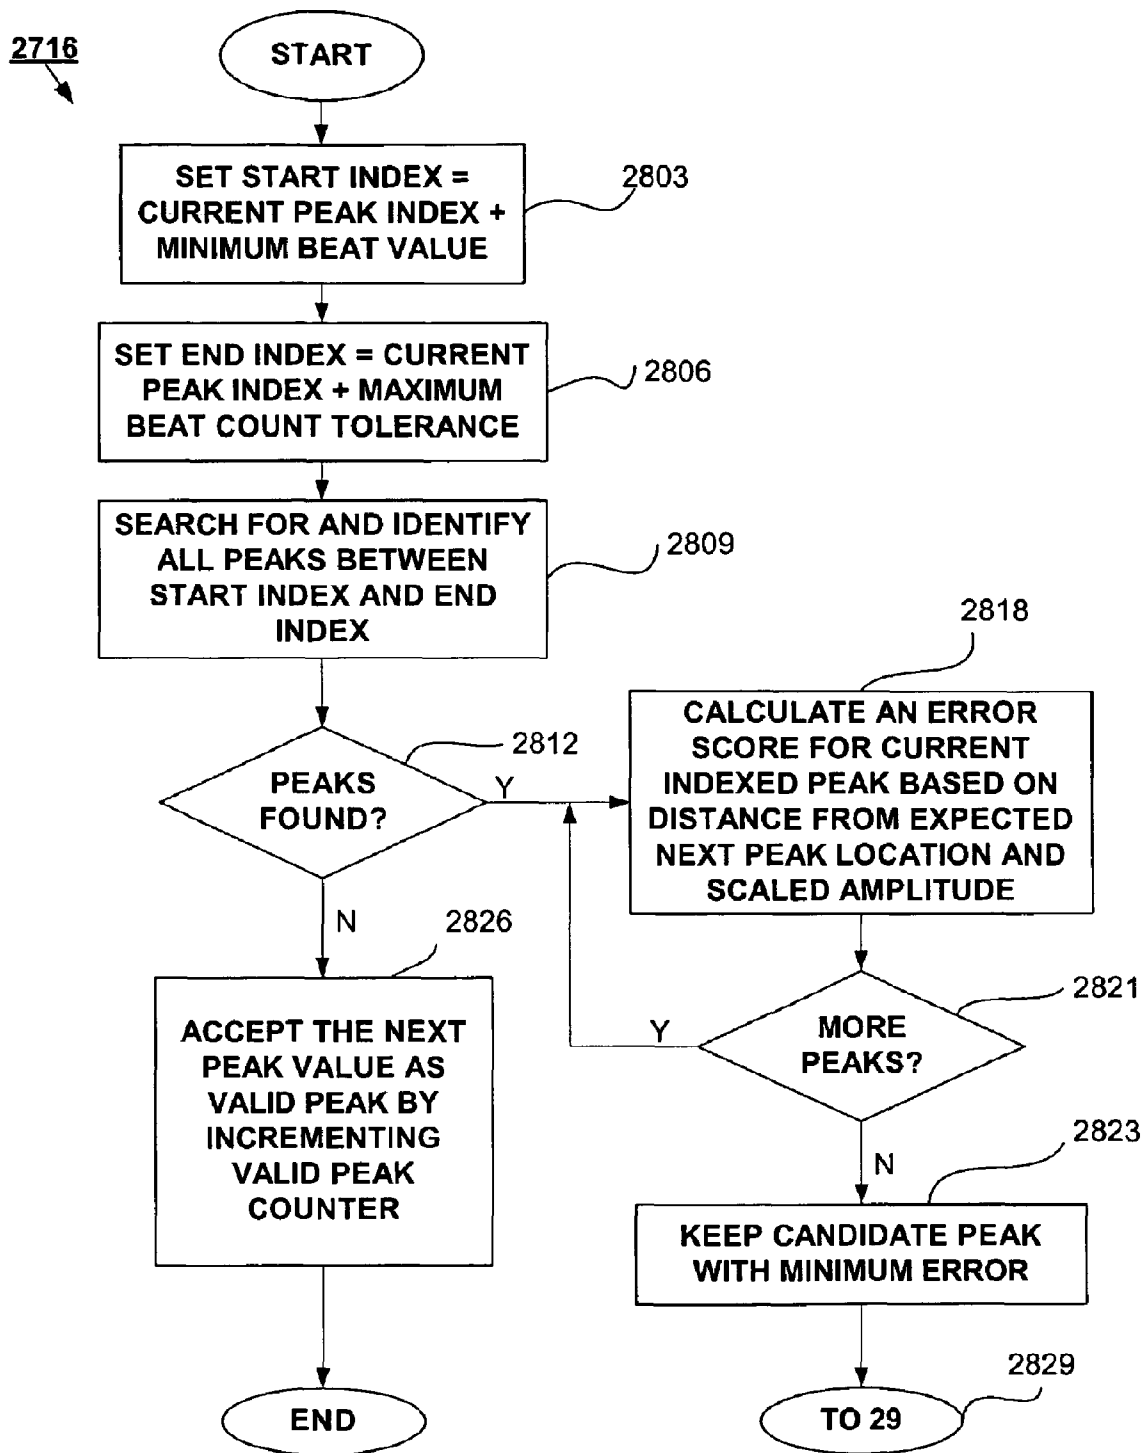 2716
START
SET START INDEX =
CURRENT PEAK INDEX +
MINIMUM BEAT VALUE
2803
SET END INDEX = CURRENT
PEAK INDEX + MAXIMUM
BEAT COUNT TOLERANCE
2806
SEARCH FOR AND IDENTIFY
ALL PEAKS BETWEEN
START INDEX AND END
INDEX
2809
PEAKS
FOUND?
2812
Y
N
2818
CALCULATE AN ERROR
SCORE FOR CURRENT
INDEXED PEAK BASED ON
DISTANCE FROM EXPECTED
NEXT PEAK LOCATION AND
SCALED AMPLITUDE
2826
ACCEPT THE NEXT
PEAK VALUE AS
VALID PEAK BY
INCREMENTING
VALID PEAK
COUNTER
END
MORE
PEAKS?
2821
Y
N
2823
KEEP CANDIDATE PEAK
WITH MINIMUM ERROR
2829
TO 29